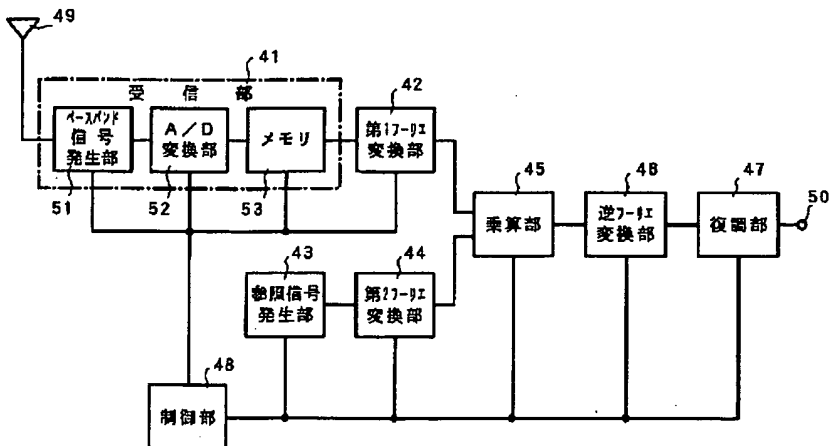 49
41
受信部
42
ベースバンド
信号
発生部
A/D
変換部
メモリ
第1フーリエ
変換部
51
52
53
45
46
47
50
乗算部
逆フーリエ
変換部
復調部
43
44
参照信号
発生部
第2フーリエ
変換部
48
制御部